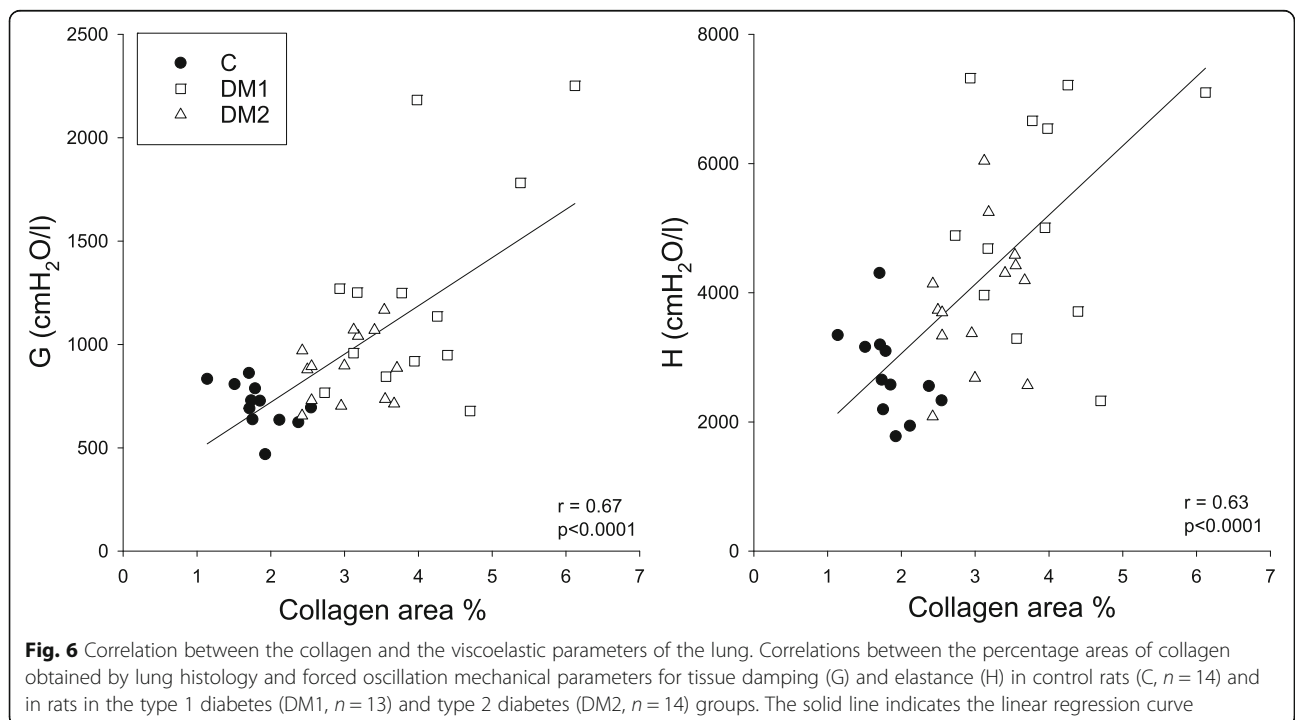 2500
2000
1500
1000
500
0
G (cmH₂O/l)
C
DM1
DM2
r = 0.67
p<0.0001
0 1 2 3 4 5 6 7
Collagen area %
8000
6000
4000
2000
0
H (cmH₂O/l)
r = 0.63
p<0.0001
0 1 2 3 4 5 6 7
Collagen area %
Fig. 6 Correlation between the collagen and the viscoelastic parameters of the lung. Correlations between the percentage areas of collagen
obtained by lung histology and forced oscillation mechanical parameters for tissue damping (G) and elastance (H) in control rats (C, n = 14) and
in rats in the type 1 diabetes (DM1, n = 13) and type 2 diabetes (DM2, n = 14) groups. The solid line indicates the linear regression curve